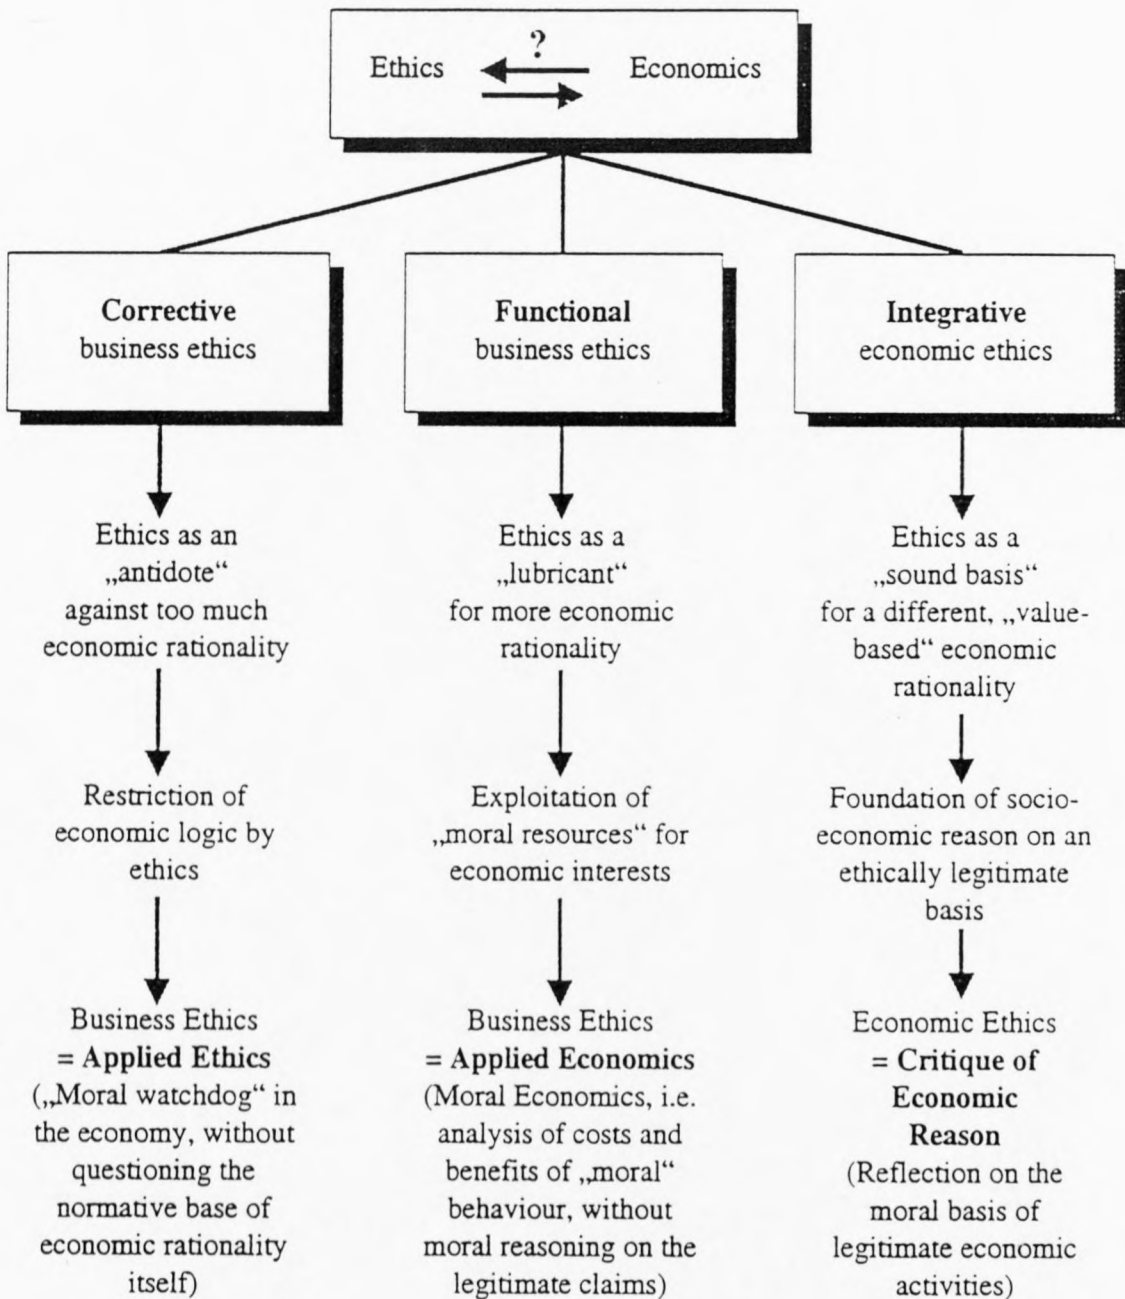 ?
Ethics Economics
Corrective
business ethics
Functional
business ethics
Integrative
economic ethics
Ethics as an
„antidote“
against too much
economic rationality
Ethics as a
„lubricant“
for more economic
rationality
Ethics as a
„sound basis“
for a different, „value-
based“ economic
rationality
Restriction of
economic logic by
ethics
Exploitation of
„moral resources“ for
economic interests
Foundation of socio-
economic reason on an
ethically legitimate
basis
Business Ethics
= Applied Ethics
(„Moral watchdog“ in
the economy, without
questioning the
normative base of
economic rationality
itself)
Business Ethics
= Applied Economics
(Moral Economics, i.e.
analysis of costs and
benefits of „moral“
behaviour, without
moral reasoning on the
legitimate claims)
Economic Ethics
= Critique of
Economic
Reason
(Reflection on the
moral basis of
legitimate economic
activities)